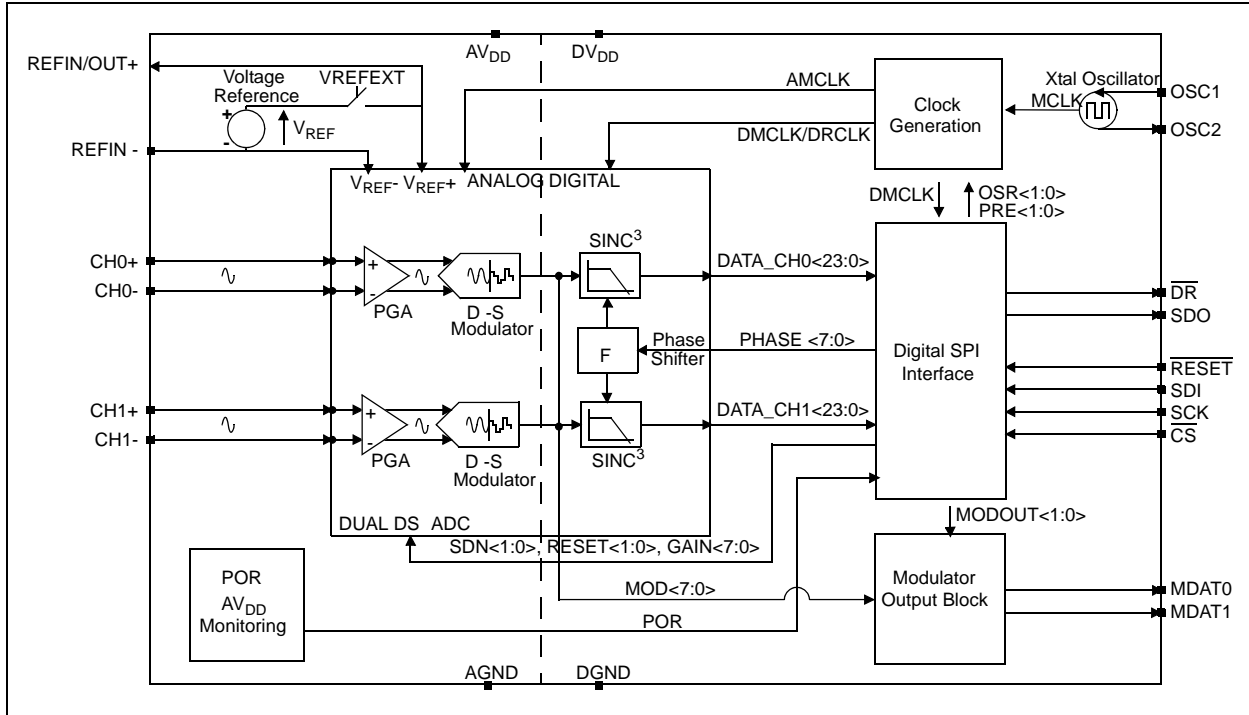 AVDD
DVDD
REFIN/OUT+
Voltage
Reference
VREFEXT
+
-
VREF
REFIN -
AMCLK
DMCLK/DRCLK
Clock
Generation
Xtal Oscillator
MCLK
OSC1
OSC2
VREF- VREF+
ANALOG DIGITAL
DMCLK
OSR<1:0>
PRE<1:0>
CH0+
CH0-
+
-
PGA
D -S
Modulator
SINC3
DATA_CH0<23:0>
F
Phase
Shifter
PHASE <7:0>
Digital SPI
Interface
DR
SDO
RESET
SDI
SCK
CS
CH1+
CH1-
+
-
PGA
D -S
Modulator
SINC3
DATA_CH1<23:0>
DUAL DS ADC
SDN<1:0>, RESET<1:0>, GAIN<7:0>
MODOUT<1:0>
POR
AVDD
Monitoring
MOD<7:0>
POR
Modulator
Output Block
MDAT0
MDAT1
AGND
DGND